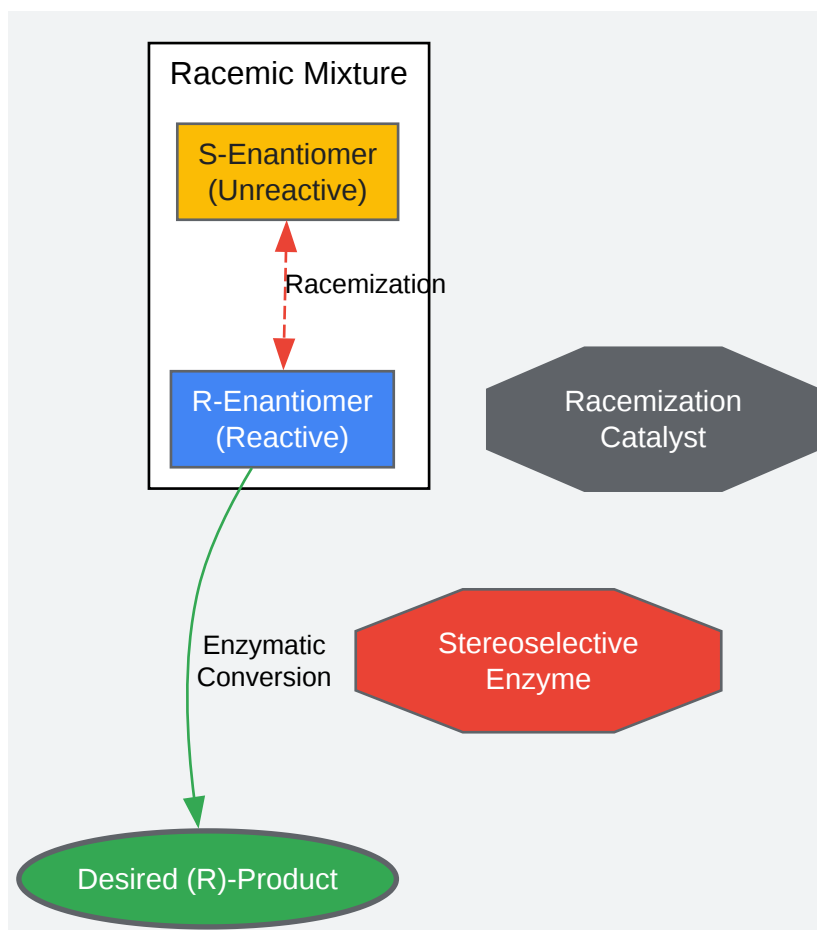 Racemic Mixture
S-Enantiomer
(Unreactive)
Racemization
R-Enantiomer
(Reactive)
Racemization
Catalyst
Enzymatic
Conversion
Stereoselective
Enzyme
Desired (R)-Product